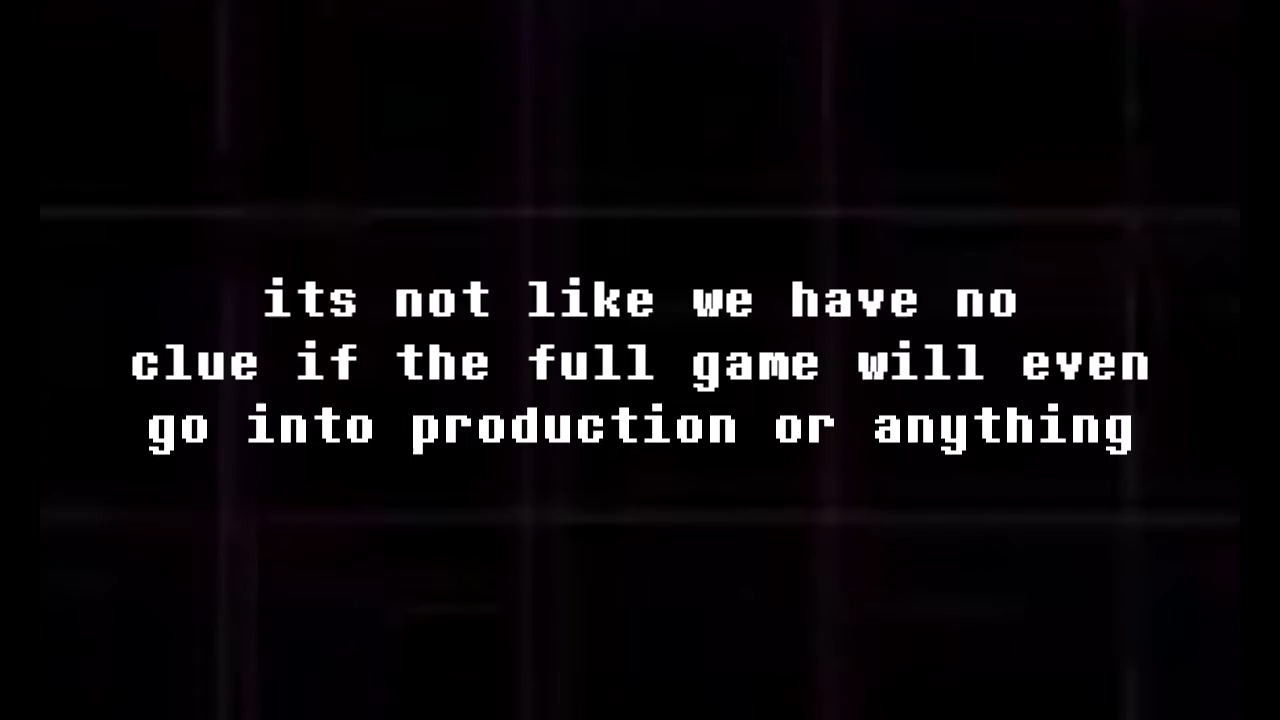 its not like we have no
clue if the full game will even
go into production or anything